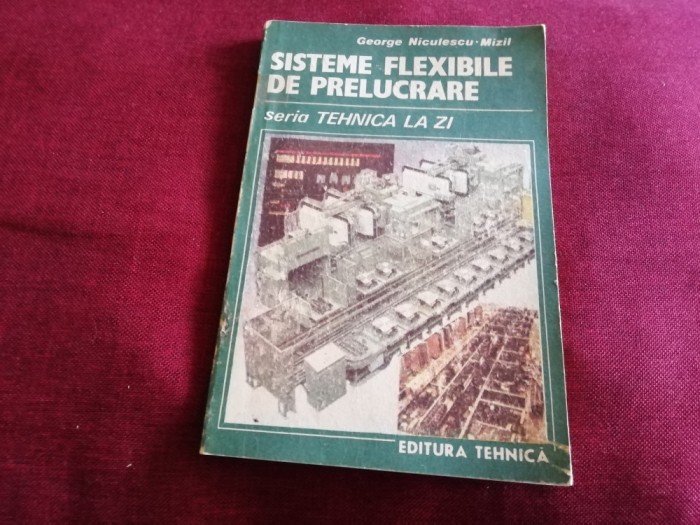 George Niculescu-Mizil
SISTEME FLEXIBILE
DE PRELUCRARE
seria TEHNICA LA ZI
EDITURA TEHNICĂ